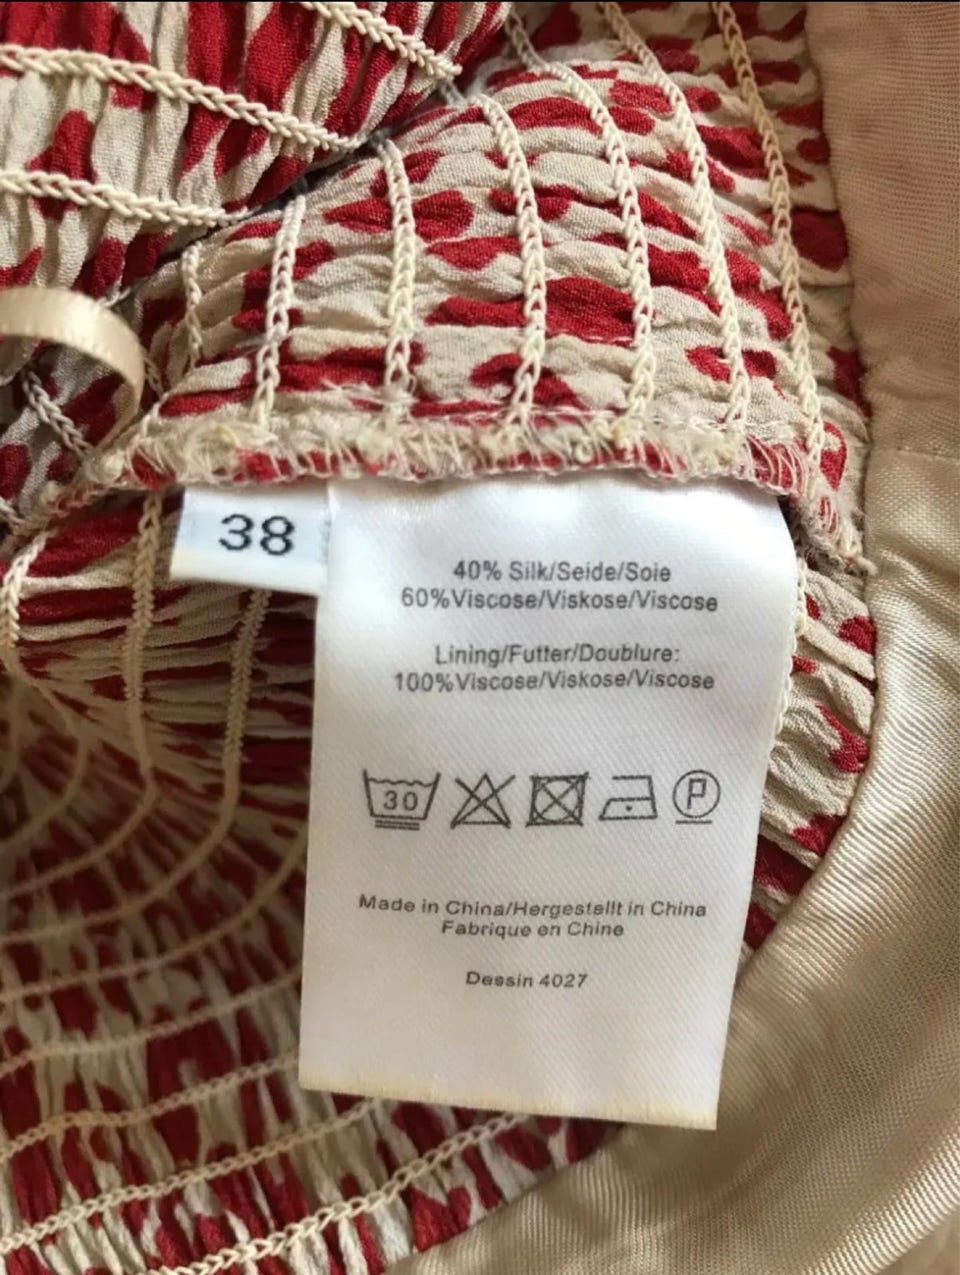 38
40% Silk/Seide/Soie
60%Viscose/Viskose/Viscose
Lining/Futter/Doublure:
100%Viscose/Viskose/Viscose
30
P
Made in China/Hergestellt in China
Fabrique en Chine
Dessin 4027